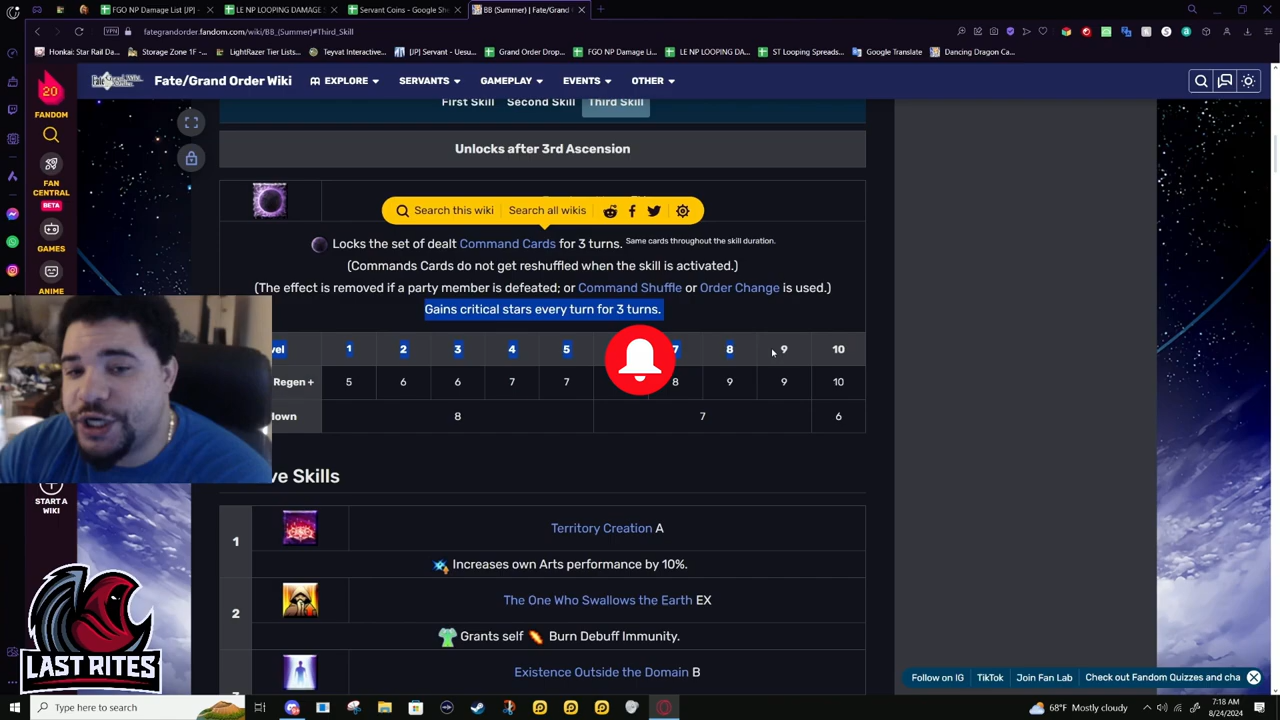 FGO NP Damage List [JP]
LE NP LOOPING DAMAGE
Servant Coins - Google Sh
BB (Summer) | Fate/Grand O
VPN
fategrandorder.fandom.com/wiki/BB_(Summer)#Third_Skill
Honkai: Star Rail Da...
Storage Zone 1F -...
LightRazer Tier Lists...
Teyvat Interactive...
(JP) Servant - Uesu...
Grand Order Drop...
FGO NP Damage Li...
LE NP LOOPING DA...
ST Looping Spreads...
Google Translate
Dancing Dragon Ca...
20
FANDOM
Fate/Grand Order Wiki
EXPLORE
SERVANTS
GAMEPLAY
EVENTS
OTHER
FAN CENTRAL
BETA
GAMES
ANIME
START A WIKI
First Skill Second Skill Third Skill
Unlocks after 3rd Ascension
Search this wiki Search all wikis
Locks the set of dealt Command Cards for 3 turns. Same cards throughout the skill duration.
(Commands Cards do not get reshuffled when the skill is activated.)
(The effect is removed if a party member is defeated; or Command Shuffle or Order Change is used.)
Gains critical stars every turn for 3 turns.
vel 1 2 3 4 5 7 8 9 10
Regen + 5 6 6 7 7 8 9 9 10
down 8 7 6
ve Skills
1 Territory Creation A
Increases own Arts performance by 10%.
2 The One Who Swallows the Earth EX
Grants self Burn Debuff Immunity.
Existence Outside the Domain B
LAST RITES
Follow on IG TikTok Join Fan Lab Check out Fandom Quizzes and cha
Type here to search
68°F Mostly cloudy
7:18 AM
8/24/2024